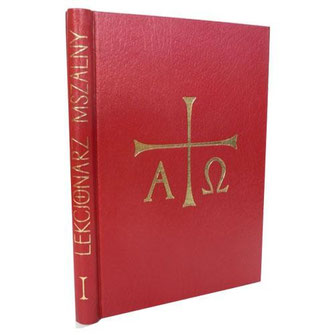 LEKCJONARZ MSZALNY
I
Α Ω